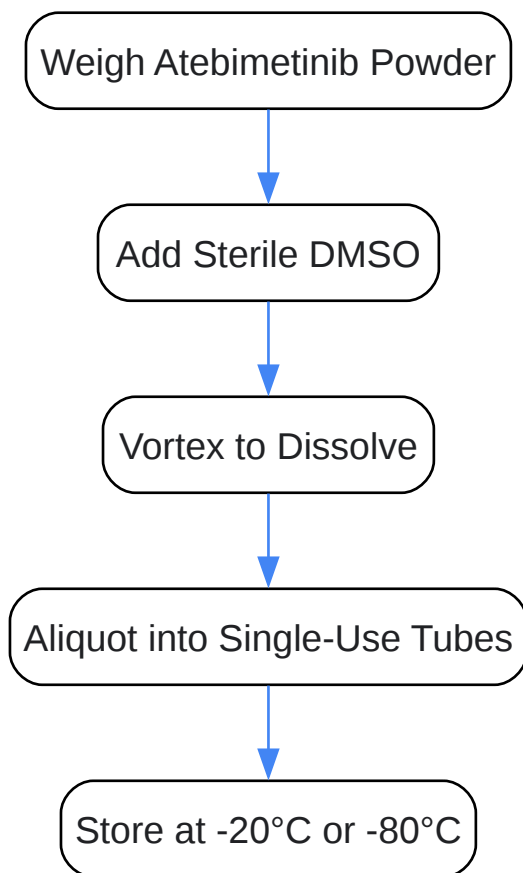 Weigh Atebimetinib Powder
Add Sterile DMSO
Vortex to Dissolve
Aliquot into Single-Use Tubes
Store at -20°C or -80°C